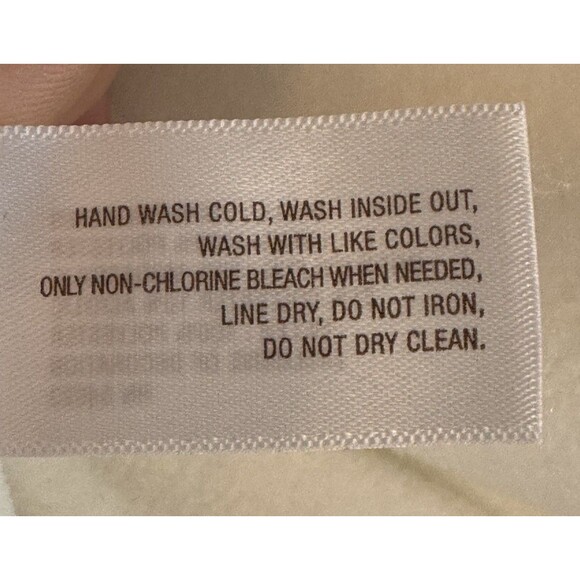 HAND WASH COLD, WASH INSIDE OUT,
WASH WITH LIKE COLORS,
ONLY NON-CHLORINE BLEACH WHEN NEEDED,
LINE DRY, DO NOT IRON,
DO NOT DRY CLEAN.